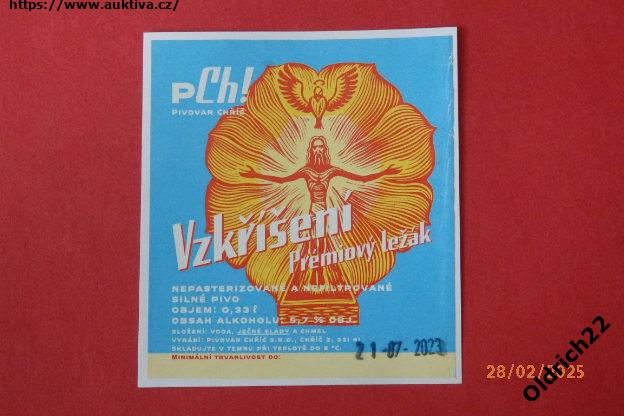 https://www.auktiva.cz/
PCh!
PIVOVAR CHŘÍČ
Vzkříšení
Prémiový ležák
NEPASTERIZOVANÉ A NEFILTROVANÉ
SILNÉ PIVO
OBJEM: 0,33 ℓ
OBSAH ALKOHOLU: 5,7 % OBJ.
SLOŽENÍ: VODA, JEČNÉ SLADY A CHMEL
VYRÁBÍ: PIVOVAR CHŘÍČ S.R.O., CHŘÍČ 2, 331 41
SKLADUJTE V TEMNU PŘI TEPLOTĚ DO 8 °C.
MINIMÁLNÍ TRVANLIVOST DO:
21-07-2023
28/02/2025
Oldrich22